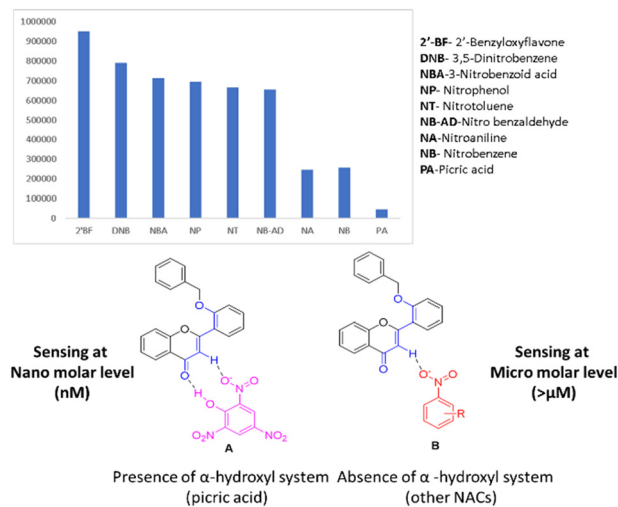 1000000
900000
800000
700000
600000
500000
400000
300000
200000
100000
0
2'BF DNB NBA NP NT NB-AD NA NB PA
2'-BF- 2'-Benzyloxyflavone
DNB- 3,5-Dinitrobenzene
NBA-3-Nitrobenzoid acid
NP- Nitrophenol
NT- Nitrotoluene
NB-AD-Nitro benzaldehyde
NA-Nitroaniline
NB- Nitrobenzene
PA-Picric acid
Sensing at
Nano molar level
(nM)
O
O
O
H
H
O
O⁻
N⁺
O
O₂N
NO₂
A
Presence of α-hydroxyl system
(picric acid)
O
O
O
H
O⁻
N⁺
O
R
B
Absence of α -hydroxyl system
(other NACs)
Sensing at
Micro molar level
(>μM)